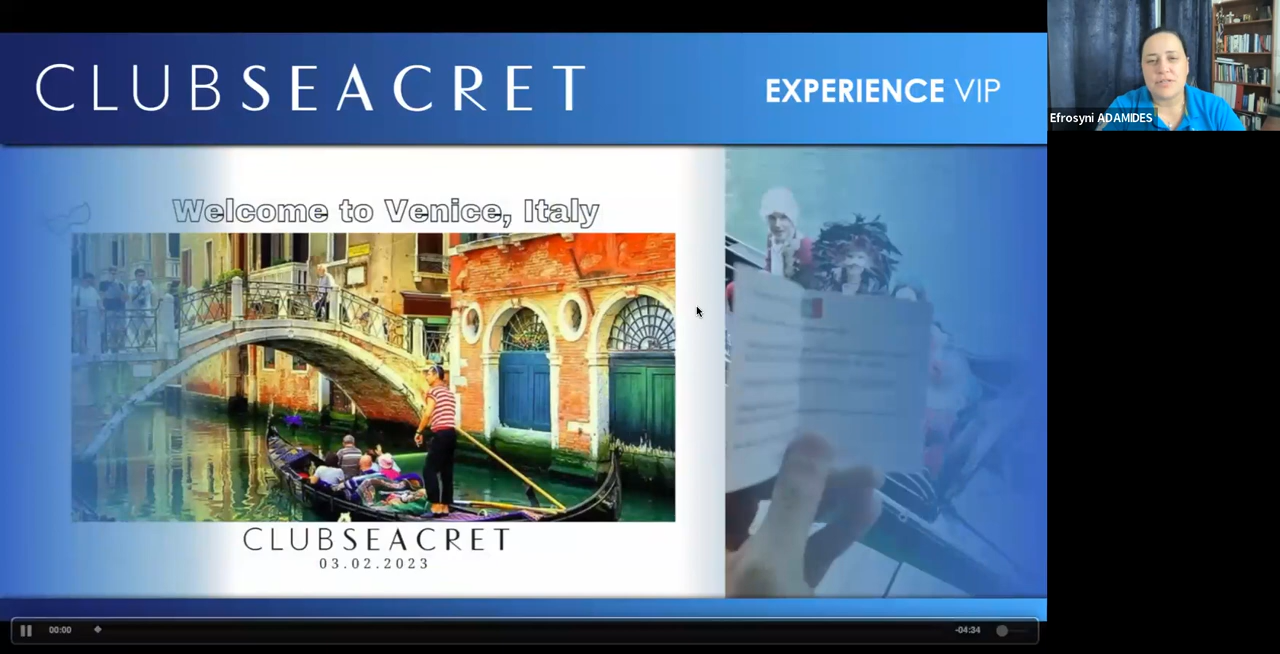 CLUBSEACRET
EXPERIENCE VIP
Efrosyni ADAMIDES
Welcome to Venice, Italy
CLUBSEACRET
03.02.2023
00:00
-04:34